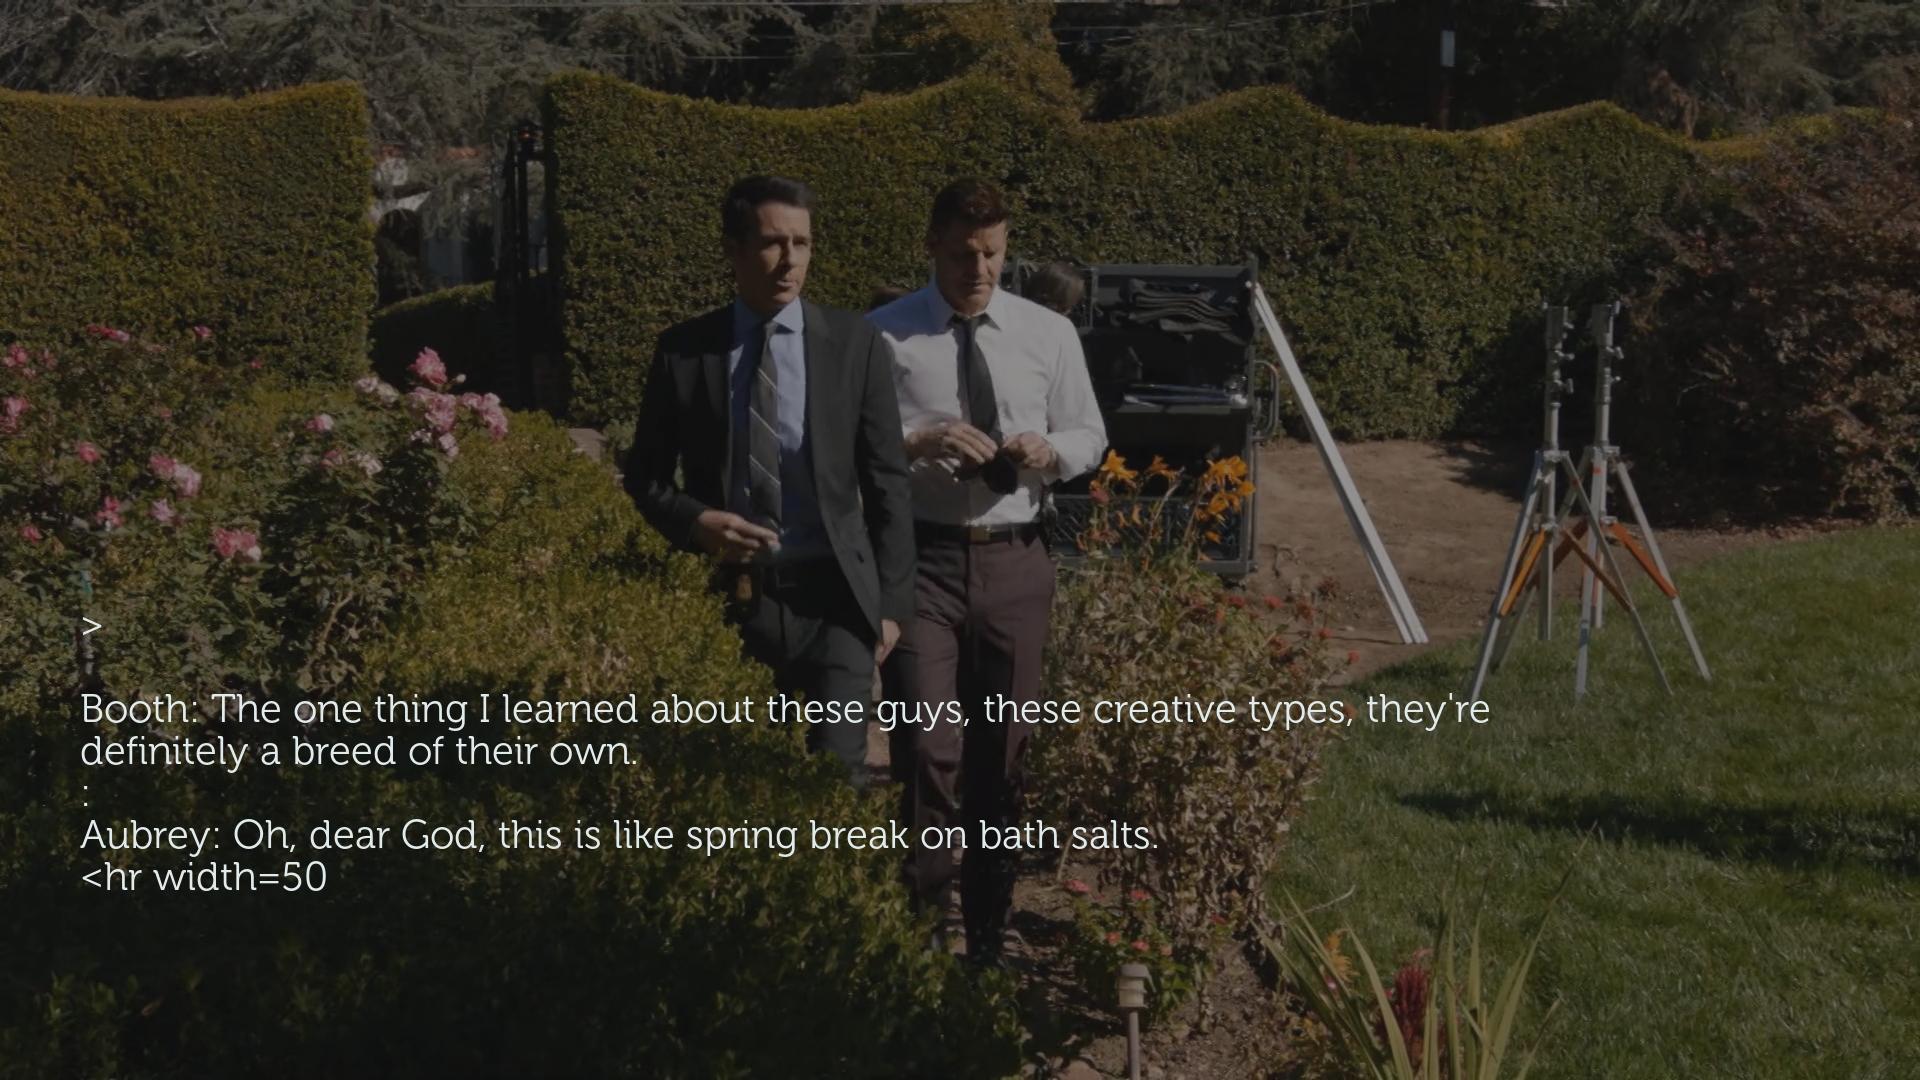 >
Booth: The one thing I learned about these guys, these creative types, they're
definitely a breed of their own.
:
Aubrey: Oh, dear God, this is like spring break on bath salts.
<hr width=50